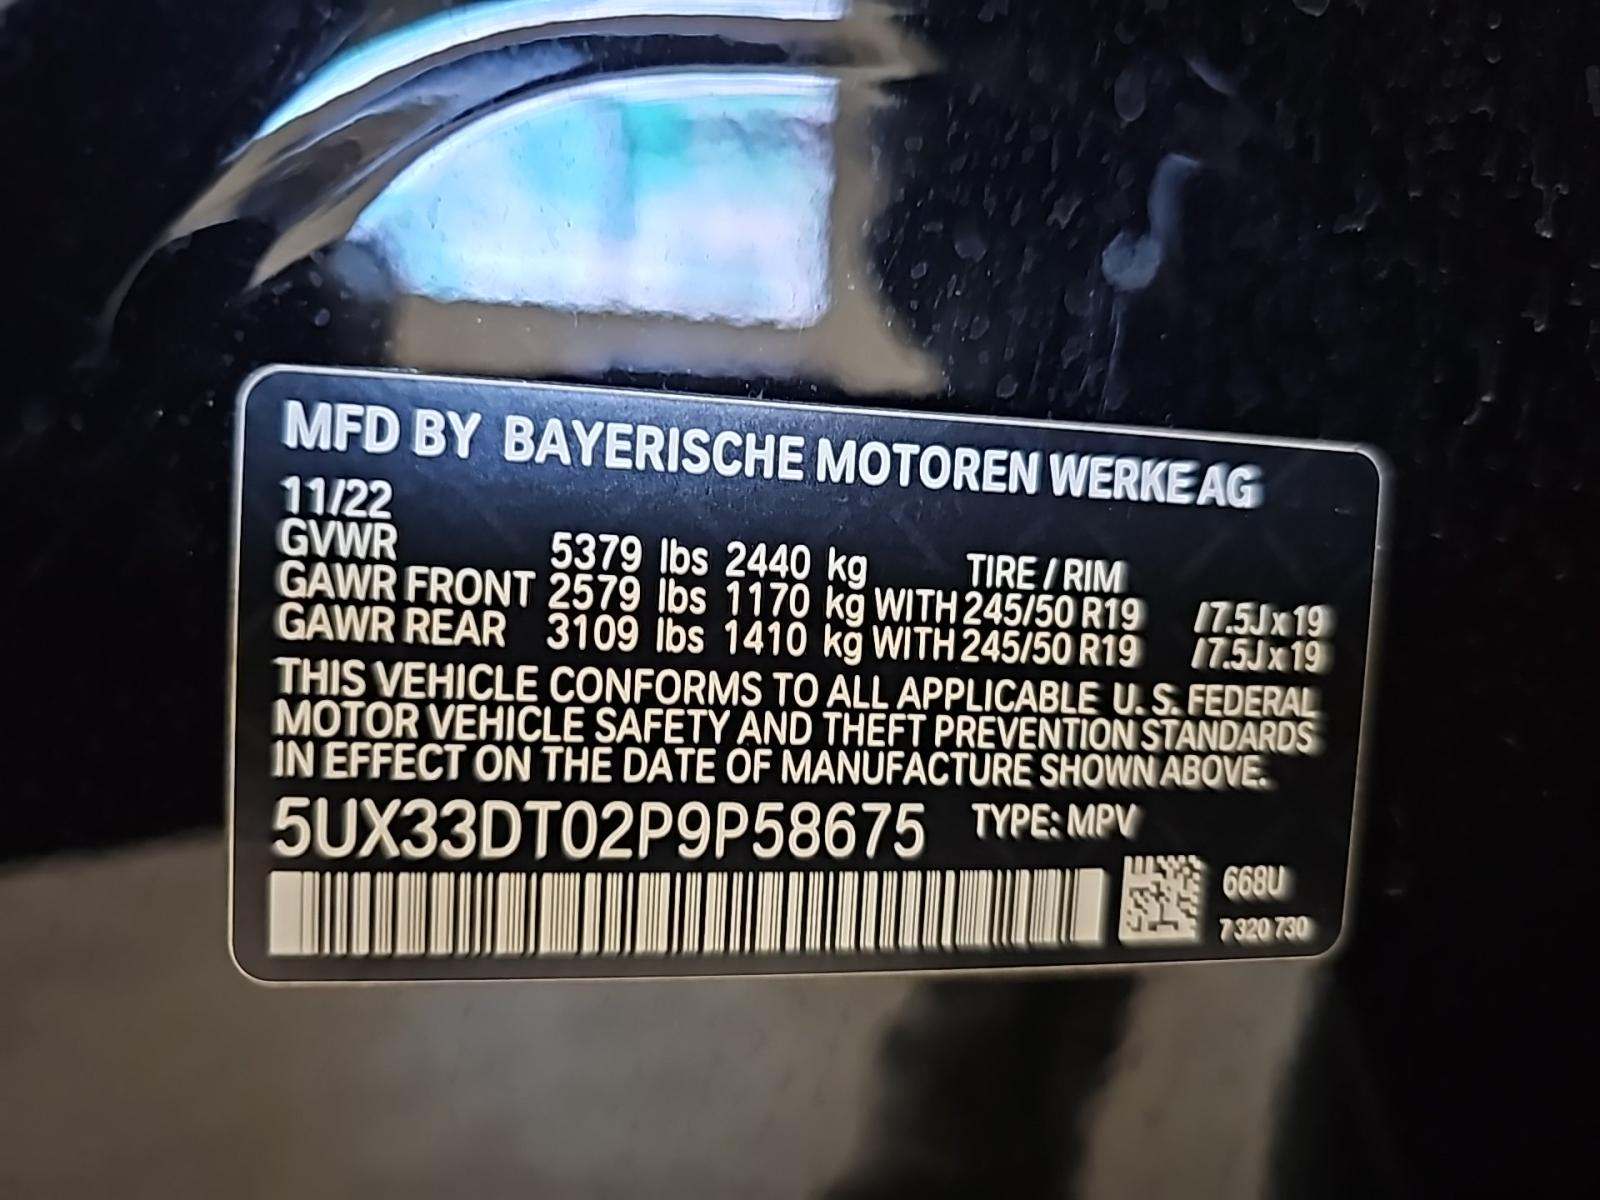 MFD BY BAYERISCHE MOTOREN WERKE AG
11/22
GVWR 5379 lbs 2440 kg TIRE / RIM
GAWR FRONT 2579 lbs 1170 kg WITH 245/50 R19 /7.5J x 19
GAWR REAR 3109 lbs 1410 kg WITH 245/50 R19 /7.5J x 19
THIS VEHICLE CONFORMS TO ALL APPLICABLE U. S. FEDERAL
MOTOR VEHICLE SAFETY AND THEFT PREVENTION STANDARDS
IN EFFECT ON THE DATE OF MANUFACTURE SHOWN ABOVE.
5UX33DT02P9P58675 TYPE: MPV
668U
7 320 730